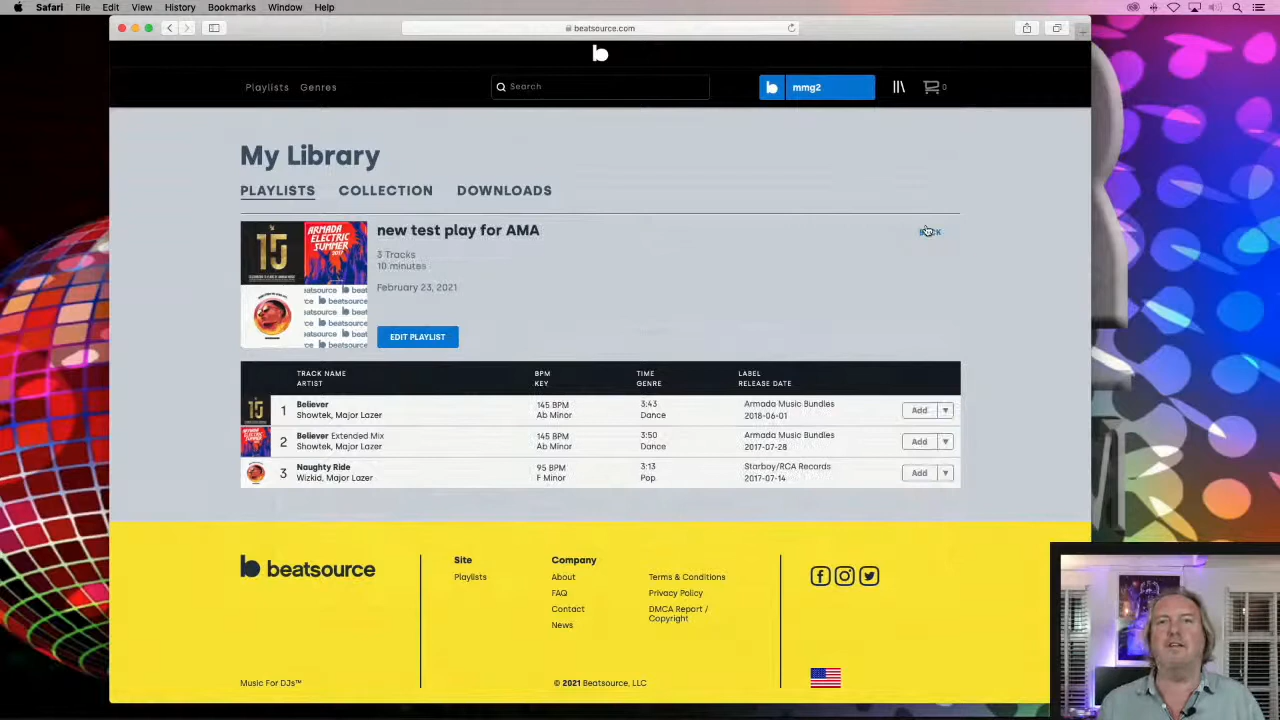 Safari File Edit View History Bookmarks Window Help
beatsource.com
Playlists Genres
Search
mmg2
0
My Library
PLAYLISTS COLLECTION DOWNLOADS
15
ARMADA ELECTRIC SUMMER 2017
new test play for AMA
3 Tracks
10 minutes
February 23, 2021
EDIT PLAYLIST
TRACK NAME BPM TIME LABEL
ARTIST KEY GENRE RELEASE DATE
1 Believer 145 BPM 3:43 Armada Music Bundles Add
Showtek, Major Lazer Ab Minor Dance 2018-06-01
2 Believer Extended Mix 145 BPM 3:50 Armada Music Bundles Add
Showtek, Major Lazer Ab Minor Dance 2017-07-28
3 Naughty Ride 95 BPM 3:13 Starboy/RCA Records Add
Wizkid, Major Lazer F Minor Pop 2017-07-14
beatsource
Site
Playlists
Company
About
FAQ
Contact
News
Terms & Conditions
Privacy Policy
DMCA Report /
Copyright
Music For DJs™
© 2021 Beatsource, LLC